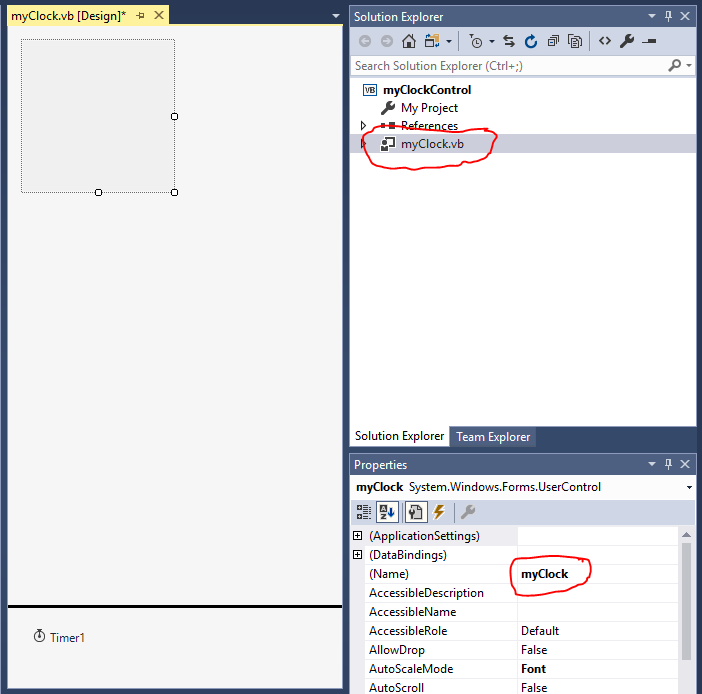 myClock.vb [Design]*
Timer1
Solution Explorer
Search Solution Explorer (Ctrl+;)
VB myClockControl
My Project
References
myClock.vb
Solution Explorer Team Explorer
Properties
myClock System.Windows.Forms.UserControl
A Z
(ApplicationSettings)
(DataBindings)
(Name) myClock
AccessibleDescription
AccessibleName
AccessibleRole Default
AllowDrop False
AutoScaleMode Font
AutoScroll False